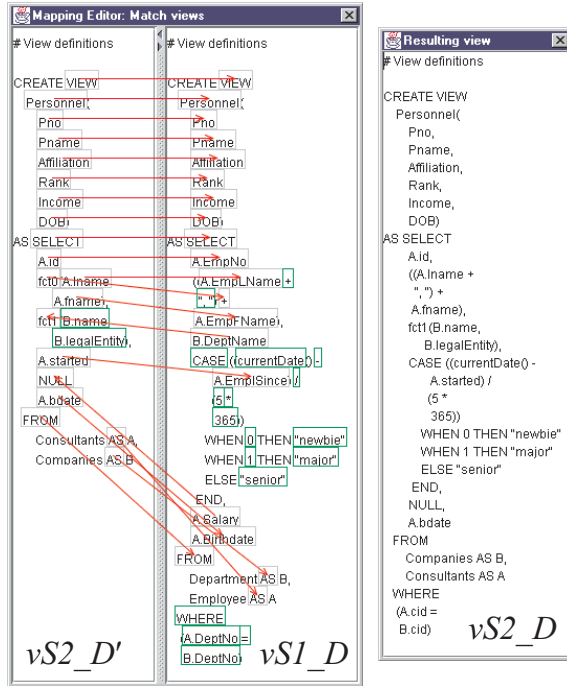 Mapping Editor: Match views
# View definitions
CREATE VIEW
Personnel(
Pno
Pname
Affiliation
Rank
Income
DOB)
AS SELECT
A.id
fct0 A.lname
A.fname),
fct1 B.name
B.legalEntity),
A.started
NULL
A.bdate
FROM
Consultants AS A,
Companies AS B
vS2_D'
# View definitions
CREATE VIEW
Personnel(
Pno
Pname
Affiliation
Rank
Income
DOB)
AS SELECT
A.EmpNo
((A.EmpLName +
", ") +
A.EmpFName),
B.DeptName
CASE ((currentDate() -
A.EmplSince) /
(5 *
365))
WHEN 0 THEN "newbie"
WHEN 1 THEN "major"
ELSE "senior"
END,
A.Salary
A.Birthdate
FROM
Department AS B,
Employee AS A
WHERE
(A.DeptNo =
B.DeptNo)
vS1_D
Resulting view
# View definitions
CREATE VIEW
Personnel(
Pno,
Pname,
Affiliation,
Rank,
Income,
DOB)
AS SELECT
A.id,
((A.lname +
", ") +
A.fname),
fct1 (B.name,
B.legalEntity),
CASE ((currentDate() -
A.started) /
(5 *
365))
WHEN 0 THEN "newbie"
WHEN 1 THEN "major"
ELSE "senior"
END,
NULL,
A.bdate
FROM
Companies AS B,
Consultants AS A
WHERE
(A.cid =
B.cid)
vS2_D